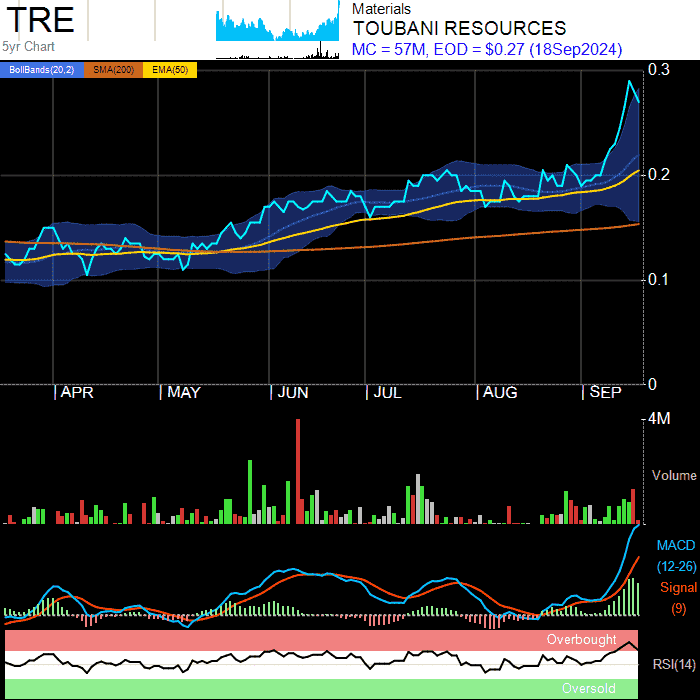 TRE
5yr Chart
Materials
TOUBANI RESOURCES
MC = 57M, EOD = $0.27 (18Sep2024)
BollBands(20,2) SMA(200) EMA(50)
0.3
0.2
0.1
0
APR MAY JUN JUL AUG SEP
4M
Volume
MACD
(12-26)
Signal
(9)
Overbought
RSI(14)
Oversold